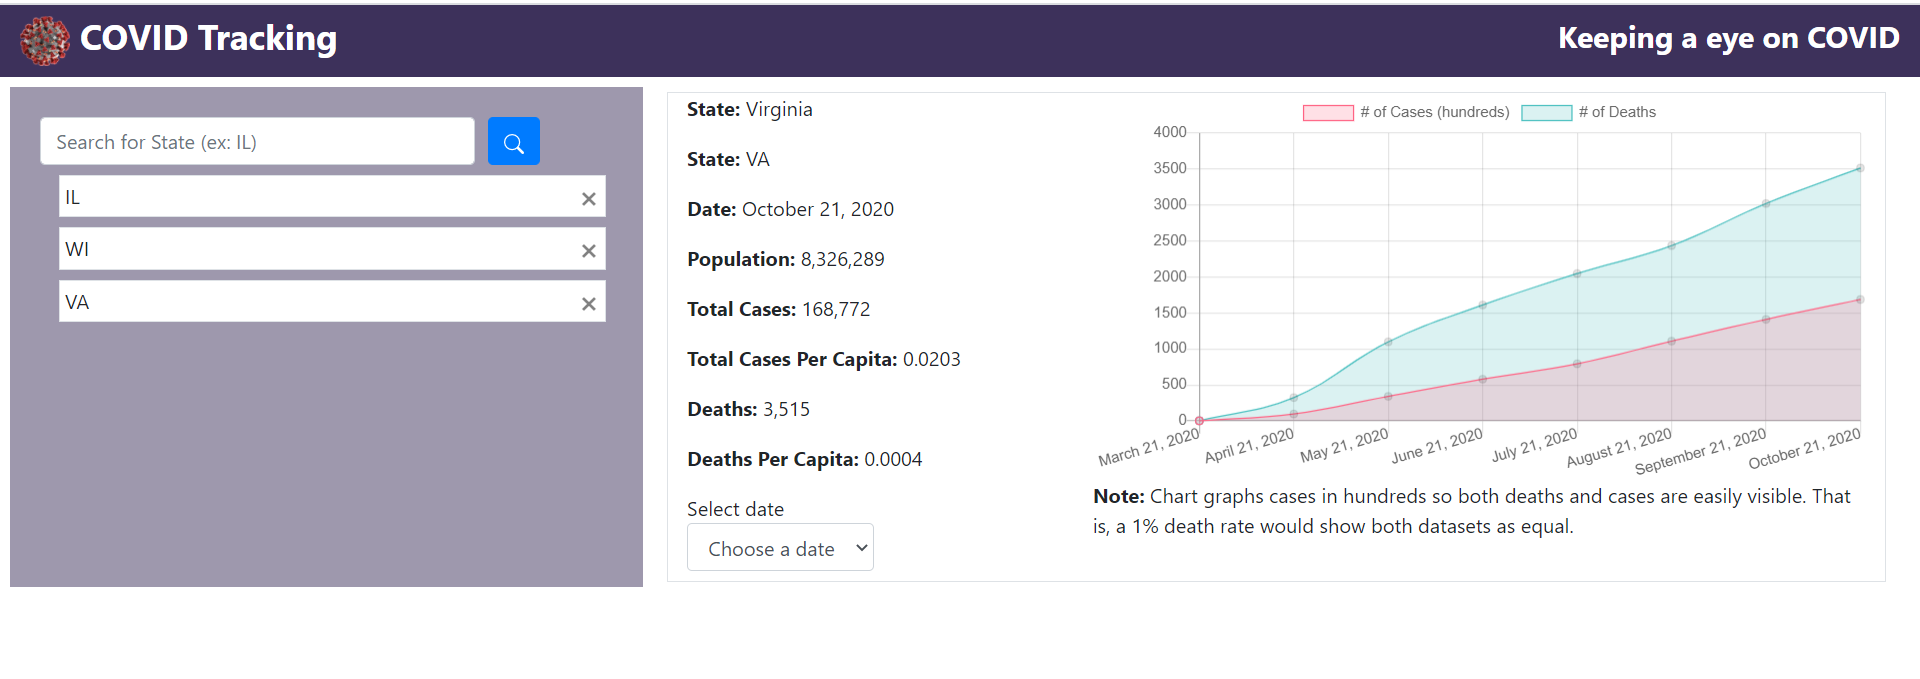 COVID Tracking
Keeping a eye on COVID
Search for State (ex: IL)
IL
WI
VA
State: Virginia
State: VA
Date: October 21, 2020
Population: 8,326,289
Total Cases: 168,772
Total Cases Per Capita: 0.0203
Deaths: 3,515
Deaths Per Capita: 0.0004
Select date
Choose a date
# of Cases (hundreds)
# of Deaths
4000
3500
3000
2500
2000
1500
1000
500
0
March 21, 2020
April 21, 2020
May 21, 2020
June 21, 2020
July 21, 2020
August 21, 2020
September 21, 2020
October 21, 2020
Note: Chart graphs cases in hundreds so both deaths and cases are easily visible. That
is, a 1% death rate would show both datasets as equal.